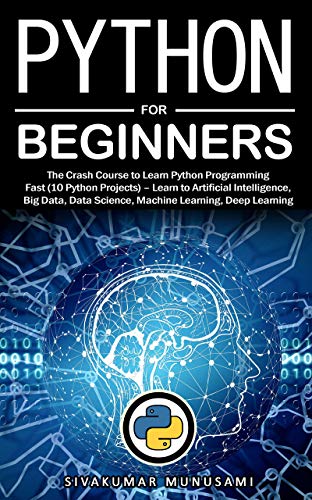 PYTHON
FOR
BEGINNERS
The Crash Course to Learn Python Programming
Fast (10 Python Projects) – Learn to Artificial Intelligence,
Big Data, Data Science, Machine Learning, Deep Learning
SIVAKUMAR MUNUSAMI